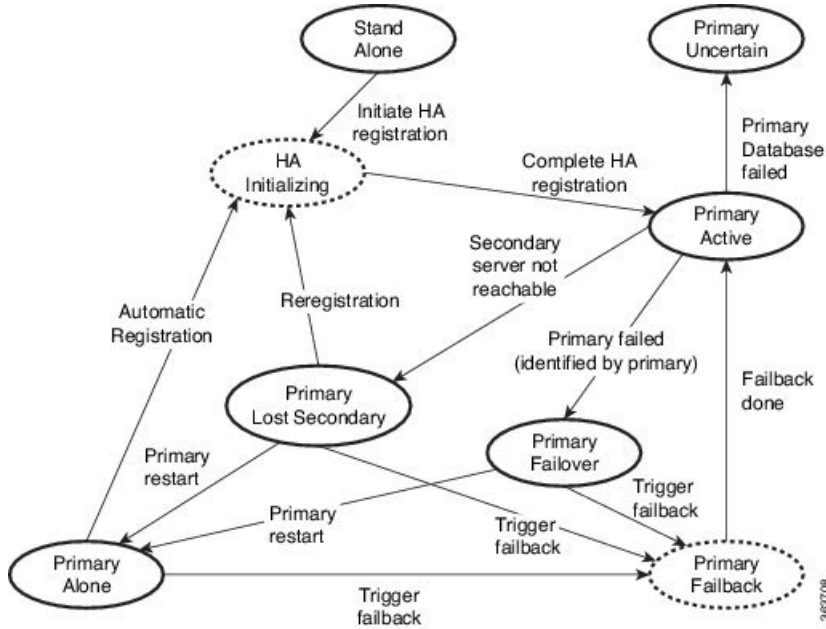 Stand
Alone
Primary
Uncertain
Initiate HA
registration
Primary
Database
failed
HA
Initializing
Complete HA
registration
Primary
Active
Secondary
server not
reachable
Automatic
Registration
Reregistration
Primary failed
(identified by primary)
Failback
done
Primary
Lost Secondary
Primary
Failover
Primary
restart
Trigger
failback
Primary
restart
Trigger
failback
Primary
Alone
Primary
Failback
Trigger
failback
362708